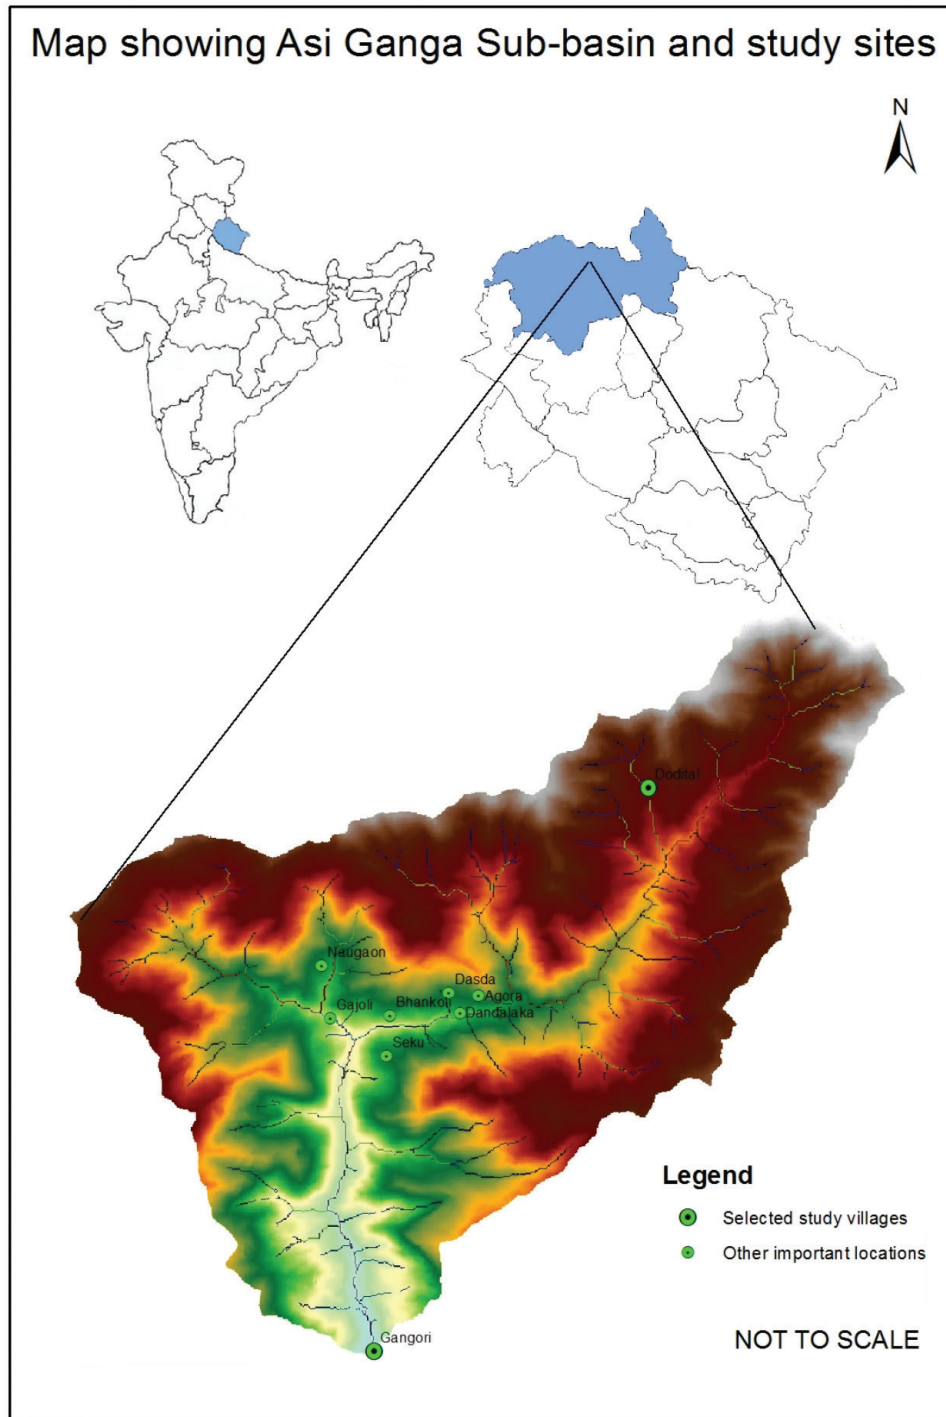 Map showing Asi Ganga Sub-basin and study sites
N
Dodital
Naugaon
Dasda
Agora
Gajoli
Bhankoli
Dandalaka
Seku
Legend
Selected study villages
Other important locations
Gangori
NOT TO SCALE